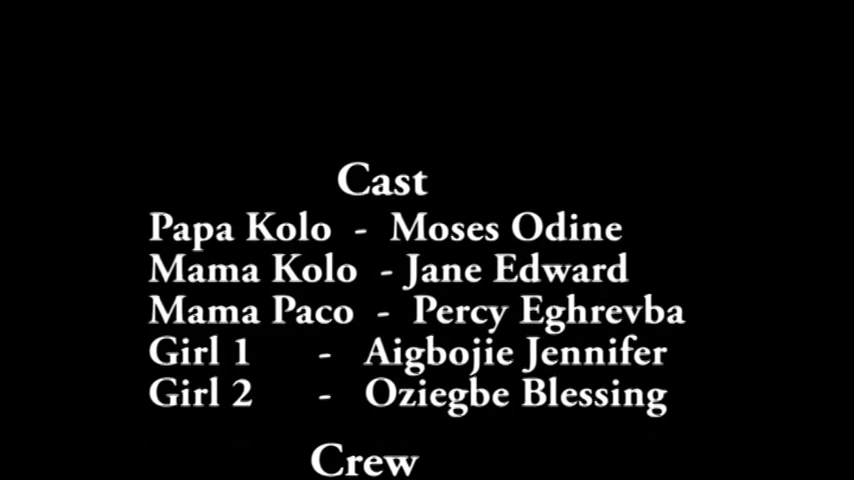 Cast
Papa Kolo - Moses Odine
Mama Kolo - Jane Edward
Mama Paco - Percy Eghrevba
Girl 1 - Aigbojie Jennifer
Girl 2 - Oziegbe Blessing
Crew